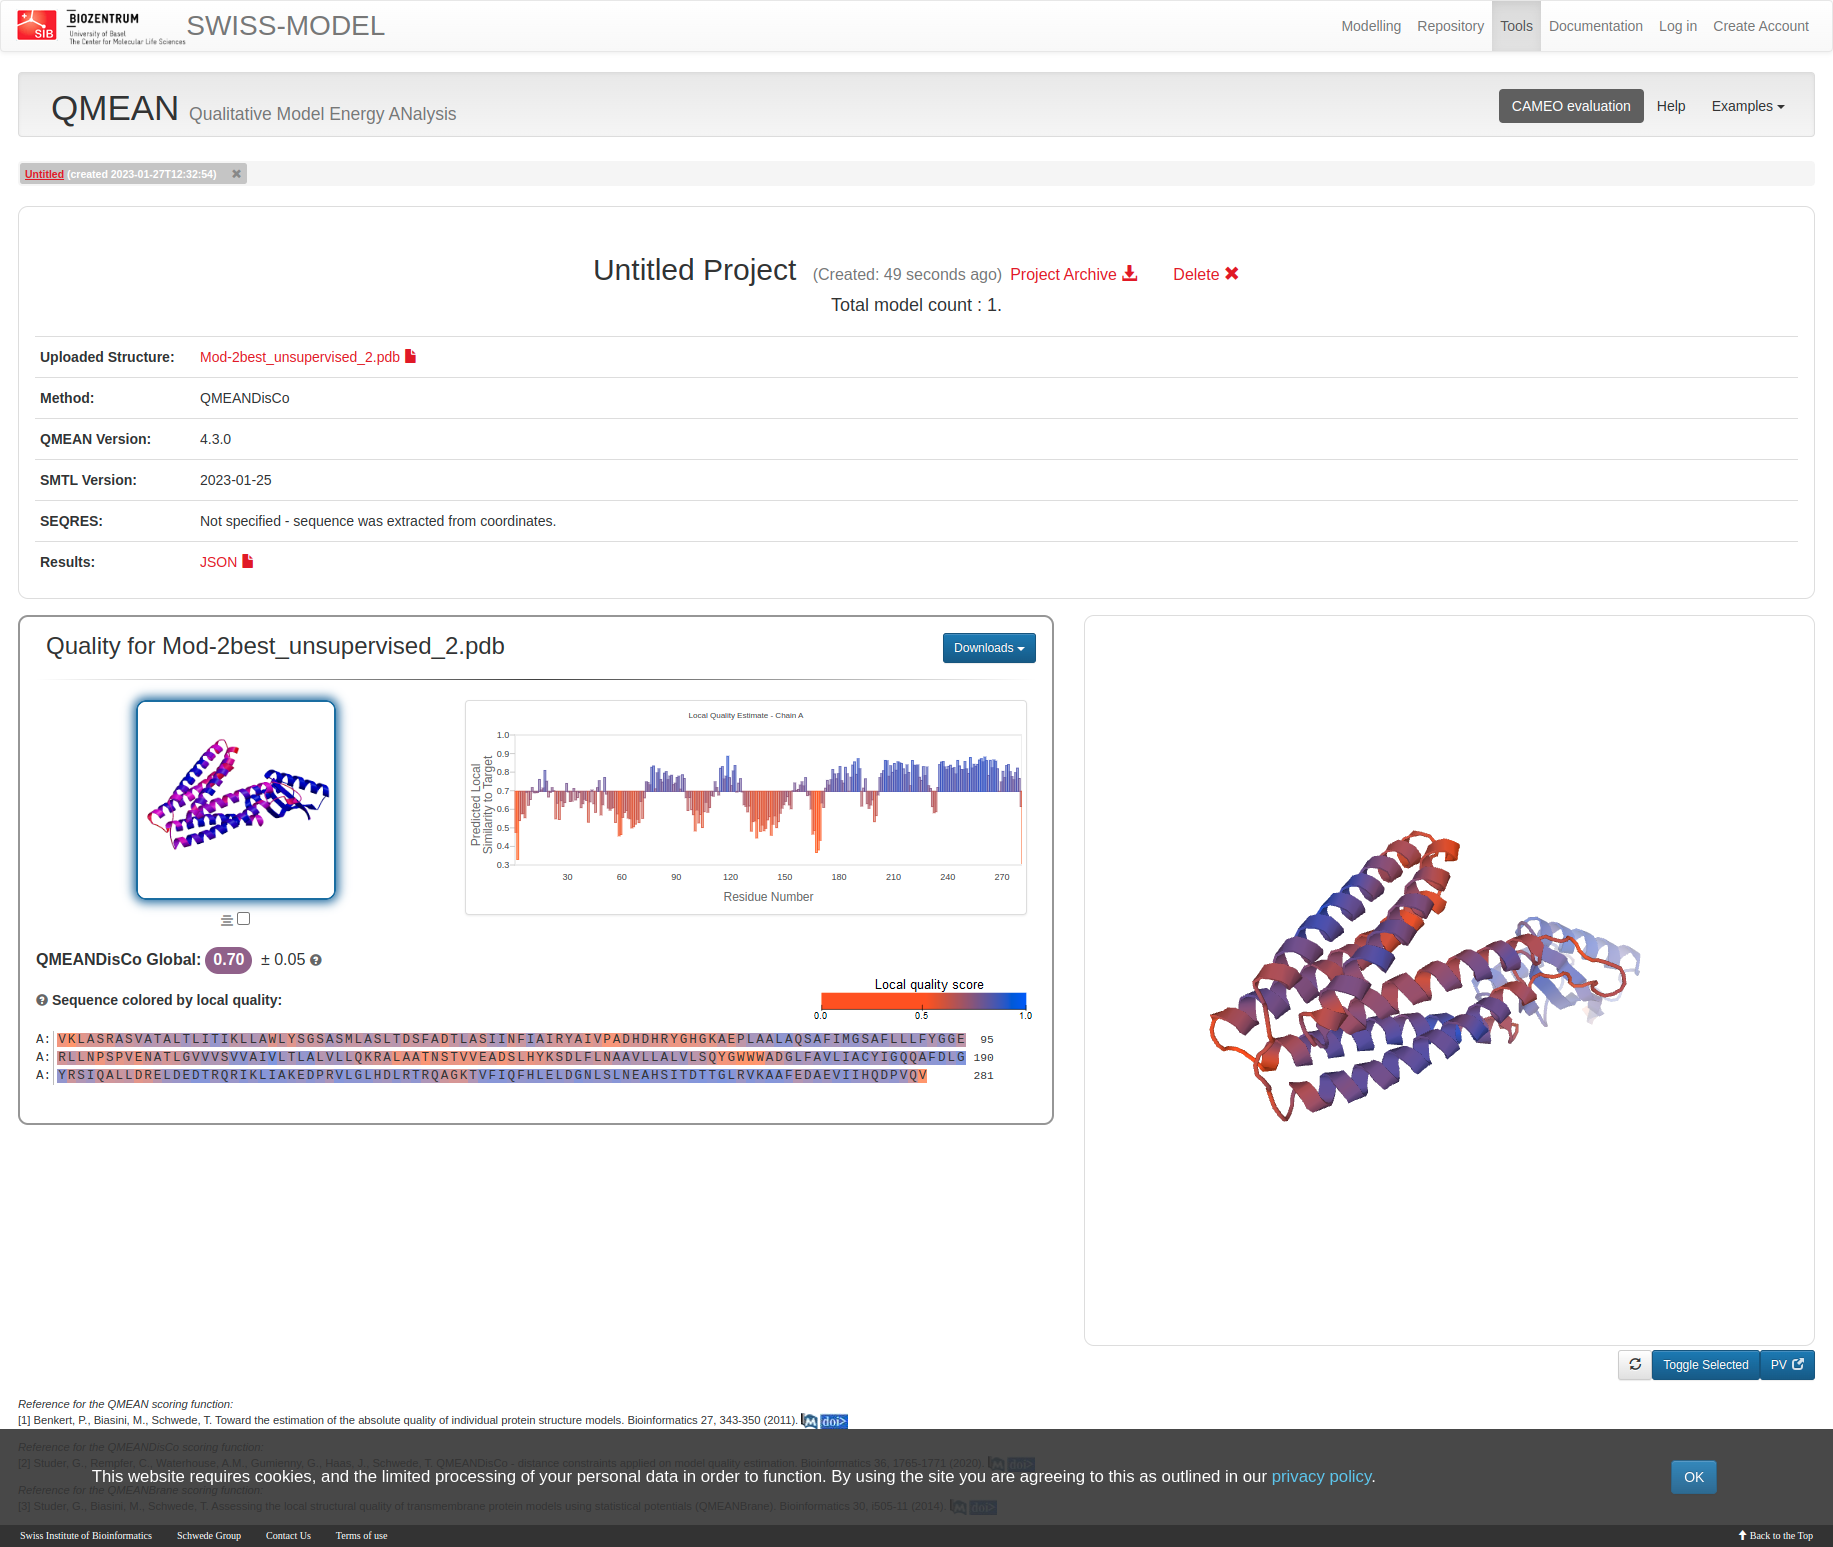 SIB
BIOZENTRUM
University of Basel
The Center for Molecular Life Sciences
SWISS-MODEL
Modelling
Repository
Tools
Documentation
Log in
Create Account
QMEAN Qualitative Model Energy ANalysis
CAMEO evaluation
Help
Examples
Untitled (created 2023-01-27T12:32:54)
Untitled Project (Created: 49 seconds ago) Project Archive Delete
Total model count : 1.
Uploaded Structure: Mod-2best_unsupervised_2.pdb
Method: QMEANDisCo
QMEAN Version: 4.3.0
SMTL Version: 2023-01-25
SEQRES: Not specified - sequence was extracted from coordinates.
Results: JSON
Quality for Mod-2best_unsupervised_2.pdb
Downloads
Local Quality Estimate - Chain A
Predicted Local
Similarity to Target
1.0
0.9
0.8
0.7
0.6
0.5
0.4
0.3
30 60 90 120 150 180 210 240 270
Residue Number
QMEANDisCo Global: 0.70 ± 0.05
Sequence colored by local quality:
Local quality score
0.0 0.5 1.0
A: VKLASRASVATALTLITIKLLAWLYSGSASMLASLTDSFADTLASIINFIAIRYAIVPADHDHRYGHGKAEPLAALAQSAFIMGSAFLLLFYGGE 95
A: RLLNPSPVENATLGVVVSVVAIVLTLALVLLQKRALAATNSTVVEADSLHYKSDLFLNAAVLLALVLSQYGWWWADGLFAVLIACYIGQQAFDLG 190
A: YRSIQALLDRELDEDTRQRIKLIAKEDPRVLGLHDLRTRQAGKTVFIQFHLELDGNLSLNEAHSITDTTGLRVKAAFEDAEVIIHQDPVQV 281
Toggle Selected
PV
Reference for the QMEAN scoring function:
[1] Benkert, P., Biasini, M., Schwede, T. Toward the estimation of the absolute quality of individual protein structure models. Bioinformatics 27, 343-350 (2011). doi>
Reference for the QMEANDisCo scoring function:
[2] Studer, G., Rempfer, C., Waterhouse, A.M., Gumienny, G., Haas, J., Schwede, T. QMEANDisCo - distance constraints applied on model quality estimation. Bioinformatics 36, 1765-1771 (2020). doi>
This website requires cookies, and the limited processing of your personal data in order to function. By using the site you are agreeing to this as outlined in our privacy policy.
OK
Reference for the QMEANBrane scoring function:
[3] Studer, G., Biasini, M., Schwede, T. Assessing the local structural quality of transmembrane protein models using statistical potentials (QMEANBrane). Bioinformatics 30, i505-11 (2014). doi>
Swiss Institute of Bioinformatics
Schwede Group
Contact Us
Terms of use
Back to the Top